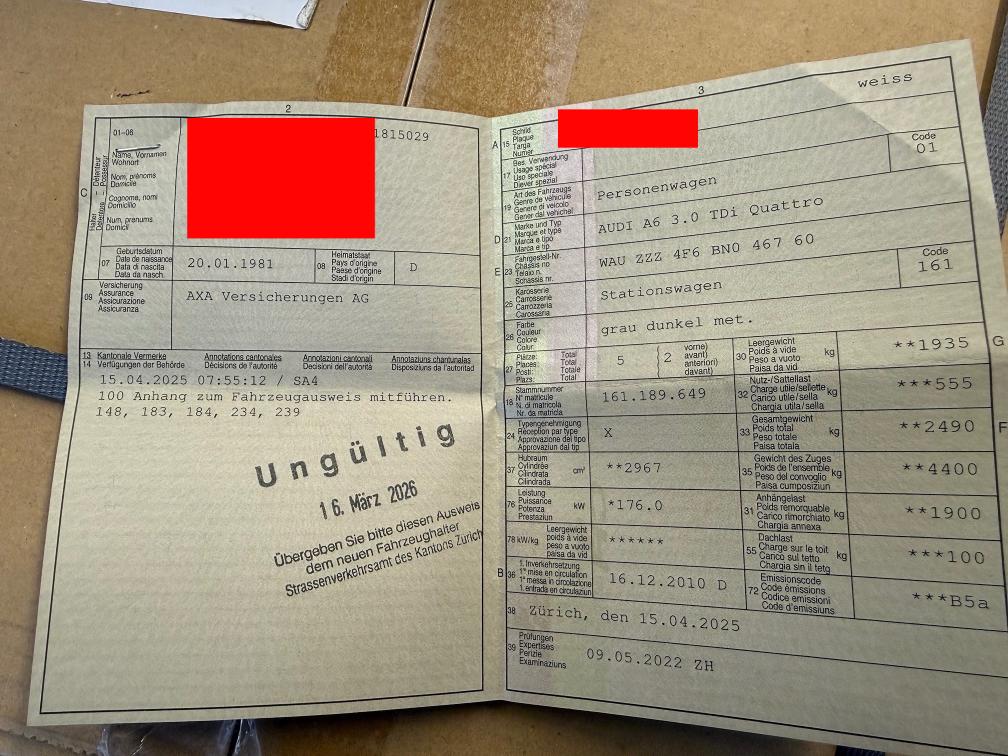 2
01-06
Name, Vornamen
Wohnort
Nom, prénoms
Domicile
Cognome, nomi
Domicilio
Num, prenums
Domicil
C
Halter – Détenteur
Detentore – Possessur
1815029
07
Geburtsdatum
Date de naissance
Data di nascita
Data da nasch.
20.01.1981
08
Heimatstaat
Pays d'origine
Paese d'origine
Stadi d'origin
D
09
Versicherung
Assurance
Assicurazione
Assicuranza
AXA Versicherungen AG
13 Kantonale Vermerke Annotations cantonales Annotazioni cantonali Annotaziuns chantunalas
14 Verfügungen der Behörde Décisions de l'autorité Decisioni dell'autorità Disposiziuns da l'autoritad
15.04.2025 07:55:12 / SA4
100 Anhang zum Fahrzeugausweis mitführen.
148, 183, 184, 234, 239
Ungültig
16. März 2026
Übergeben Sie bitte diesen Ausweis
dem neuen Fahrzeughalter
Strassenverkehrsamt des Kantons Zürich
3
weiss
A 15
Schild
Plaque
Targa
Numer
17
Bes. Verwendung
Usage spécial
Uso speciale
Diever spezial
Code
01
19
Art des Fahrzeugs
Genre de véhicule
Genere di veicolo
Gener dal vehichel
Personenwagen
D 21
Marke und Typ
Marque et type
Marca e tipo
Marca e tip
AUDI A6 3.0 TDi Quattro
E 23
Fahrgestell-Nr.
Châssis no
Telaio n.
Schassis nr.
WAU ZZZ 4F6 BN0 467 60
25
Karosserie
Carrosserie
Carrozzeria
Carossaria
Stationswagen
Code
161
26
Farbe
Couleur
Colore
Colur
grau dunkel met.
27
Plätze: Total
Places: Total
Posti: Totale
Plazs: Total
5
2
vorne)
avant)
anteriori)
davant)
30
Leergewicht
Poids à vide
Peso a vuoto
Paisa da vid
kg
**1935
G
18
Stammnummer
N° matricule
N. di matricola
Nr. da matricla
161.189.649
32
Nutz-/Sattellast
Charge utile/sellette
Carico utile/sella
Chargia utila/sella
kg
***555
24
Typengenehmigung
Réception par type
Approvazione del tipo
Approvaziun dal tip
X
33
Gesamtgewicht
Poids total
Peso totale
Paisa totala
kg
**2490
F
37
Hubraum
Cylindrée
Cilindrata
Cilindrada
cm³
**2967
35
Gewicht des Zuges
Poids de l'ensemble
Peso del convoglio
Paisa cumposiziun
kg
**4400
76
Leistung
Puissance
Potenza
Prestaziun
kW
*176.0
31
Anhängelast
Poids remorquable
Carico rimorchiato
Chargia annexa
kg
**1900
78 kW/kg
Leergewicht
poids à vide
peso a vuoto
paisa da vid
******
55
Dachlast
Charge sur le toit
Carico sul tetto
Chargia sin il tetg
kg
***100
B 36
1. Inverkehrsetzung
1re mise en circulation
1a messa in circolazione
1. entrada en circulaziun
16.12.2010 D
72
Emissionscode
Code émissions
Codice emissioni
Code d'emissiuns
***B5a
38
Zürich, den 15.04.2025
39
Prüfungen
Expertises
Perizie
Examinaziuns
09.05.2022 ZH